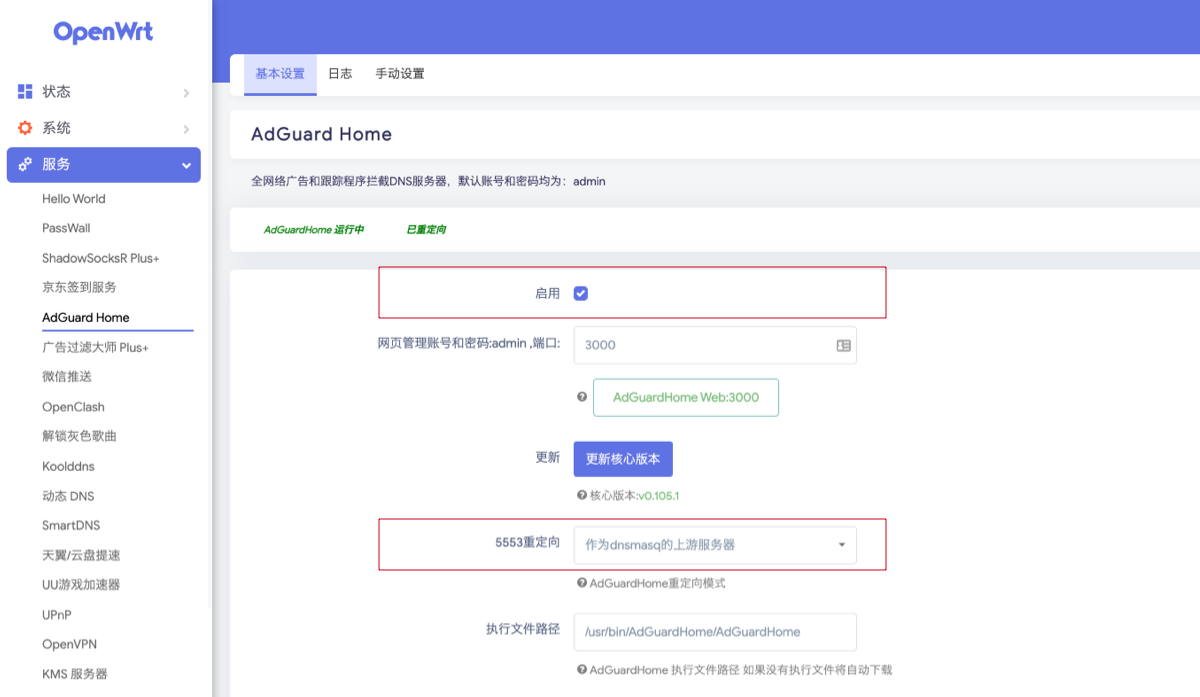 OpenWrt
状态
系统
服务
Hello World
PassWall
ShadowSocksR Plus+
京东签到服务
AdGuard Home
广告过滤大师 Plus+
微信推送
OpenClash
解锁灰色歌曲
Koolddns
动态 DNS
SmartDNS
天翼/云盘提速
UU游戏加速器
UPnP
OpenVPN
KMS 服务器
基本设置 日志 手动设置
AdGuard Home
全网络广告和跟踪程序拦截DNS服务器，默认账号和密码均为：admin
AdGuardHome 运行中 已重定向
启用
网页管理账号和密码:admin ,端口: 3000
AdGuardHome Web:3000
更新 更新核心版本
核心版本:v0.105.1
5553重定向 作为dnsmasq的上游服务器
AdGuardHome重定向模式
执行文件路径 /usr/bin/AdGuardHome/AdGuardHome
AdGuardHome 执行文件路径 如果没有执行文件将自动下载